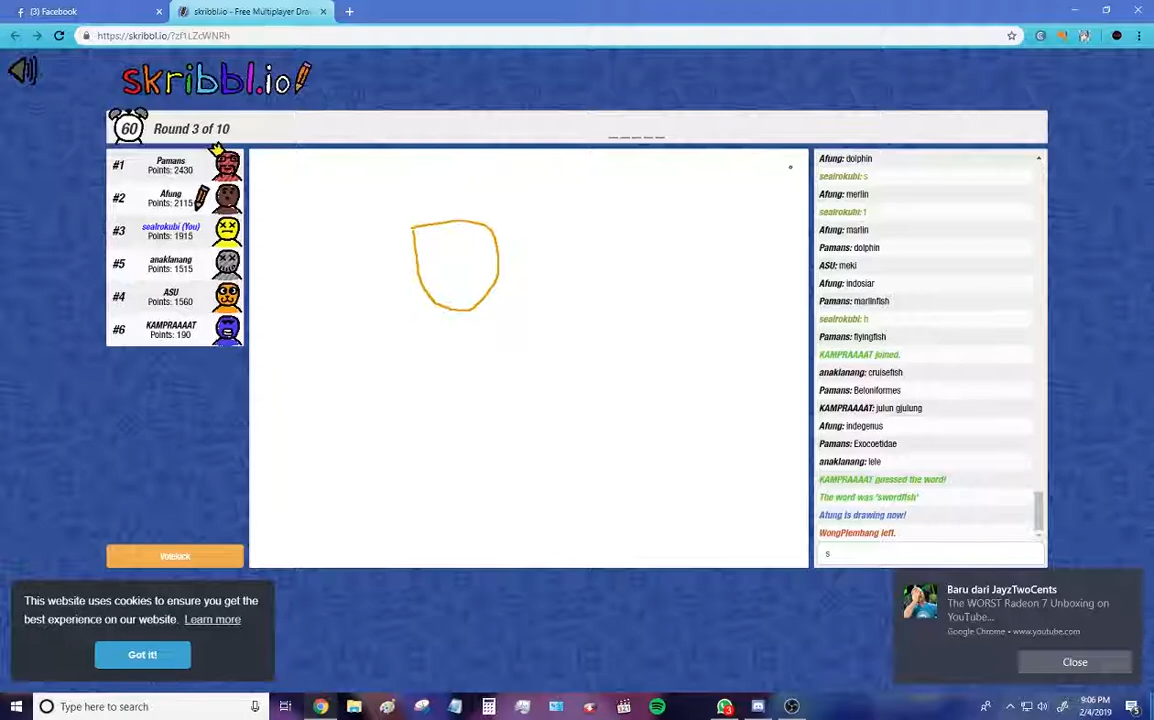 (3) Facebook
skribbl.io - Free Multiplayer Dra
https://skribbl.io/?zf1LZcWNRh
skribbl.io
60
Round 3 of 10
_ _ _ _ _
#1
Pamans
Points: 2430
#2
Afung
Points: 2115
#3
sealrokubi (You)
Points: 1915
#5
anaklanang
Points: 1515
#4
ASU
Points: 1560
#6
KAMPRAAAAT
Points: 190
Votekick
Afung: dolphin
sealrokubi: s
Afung: merlin
Afung: marlin
Pamans: dolphin
ASU: meki
Afung: indosiar
Pamans: marlinfish
sealrokubi: h
Pamans: flyingfish
KAMPRAAAAT joined.
anaklanang: cruisefish
Pamans: Beloniformes
KAMPRAAAAT: julun gjulung
Afung: indegenus
Pamans: Exocoetidae
anaklanang: lele
KAMPRAAAAT guessed the word!
The word was 'swordfish'
Afung is drawing now!
WongPlembang left.
s
This website uses cookies to ensure you get the
best experience on our website. Learn more
Got it!
Baru dari JayzTwoCents
The WORST Radeon 7 Unboxing on
YouTube...
Google Chrome • www.youtube.com
Close
Type here to search
3
9:06 PM
2/4/2019